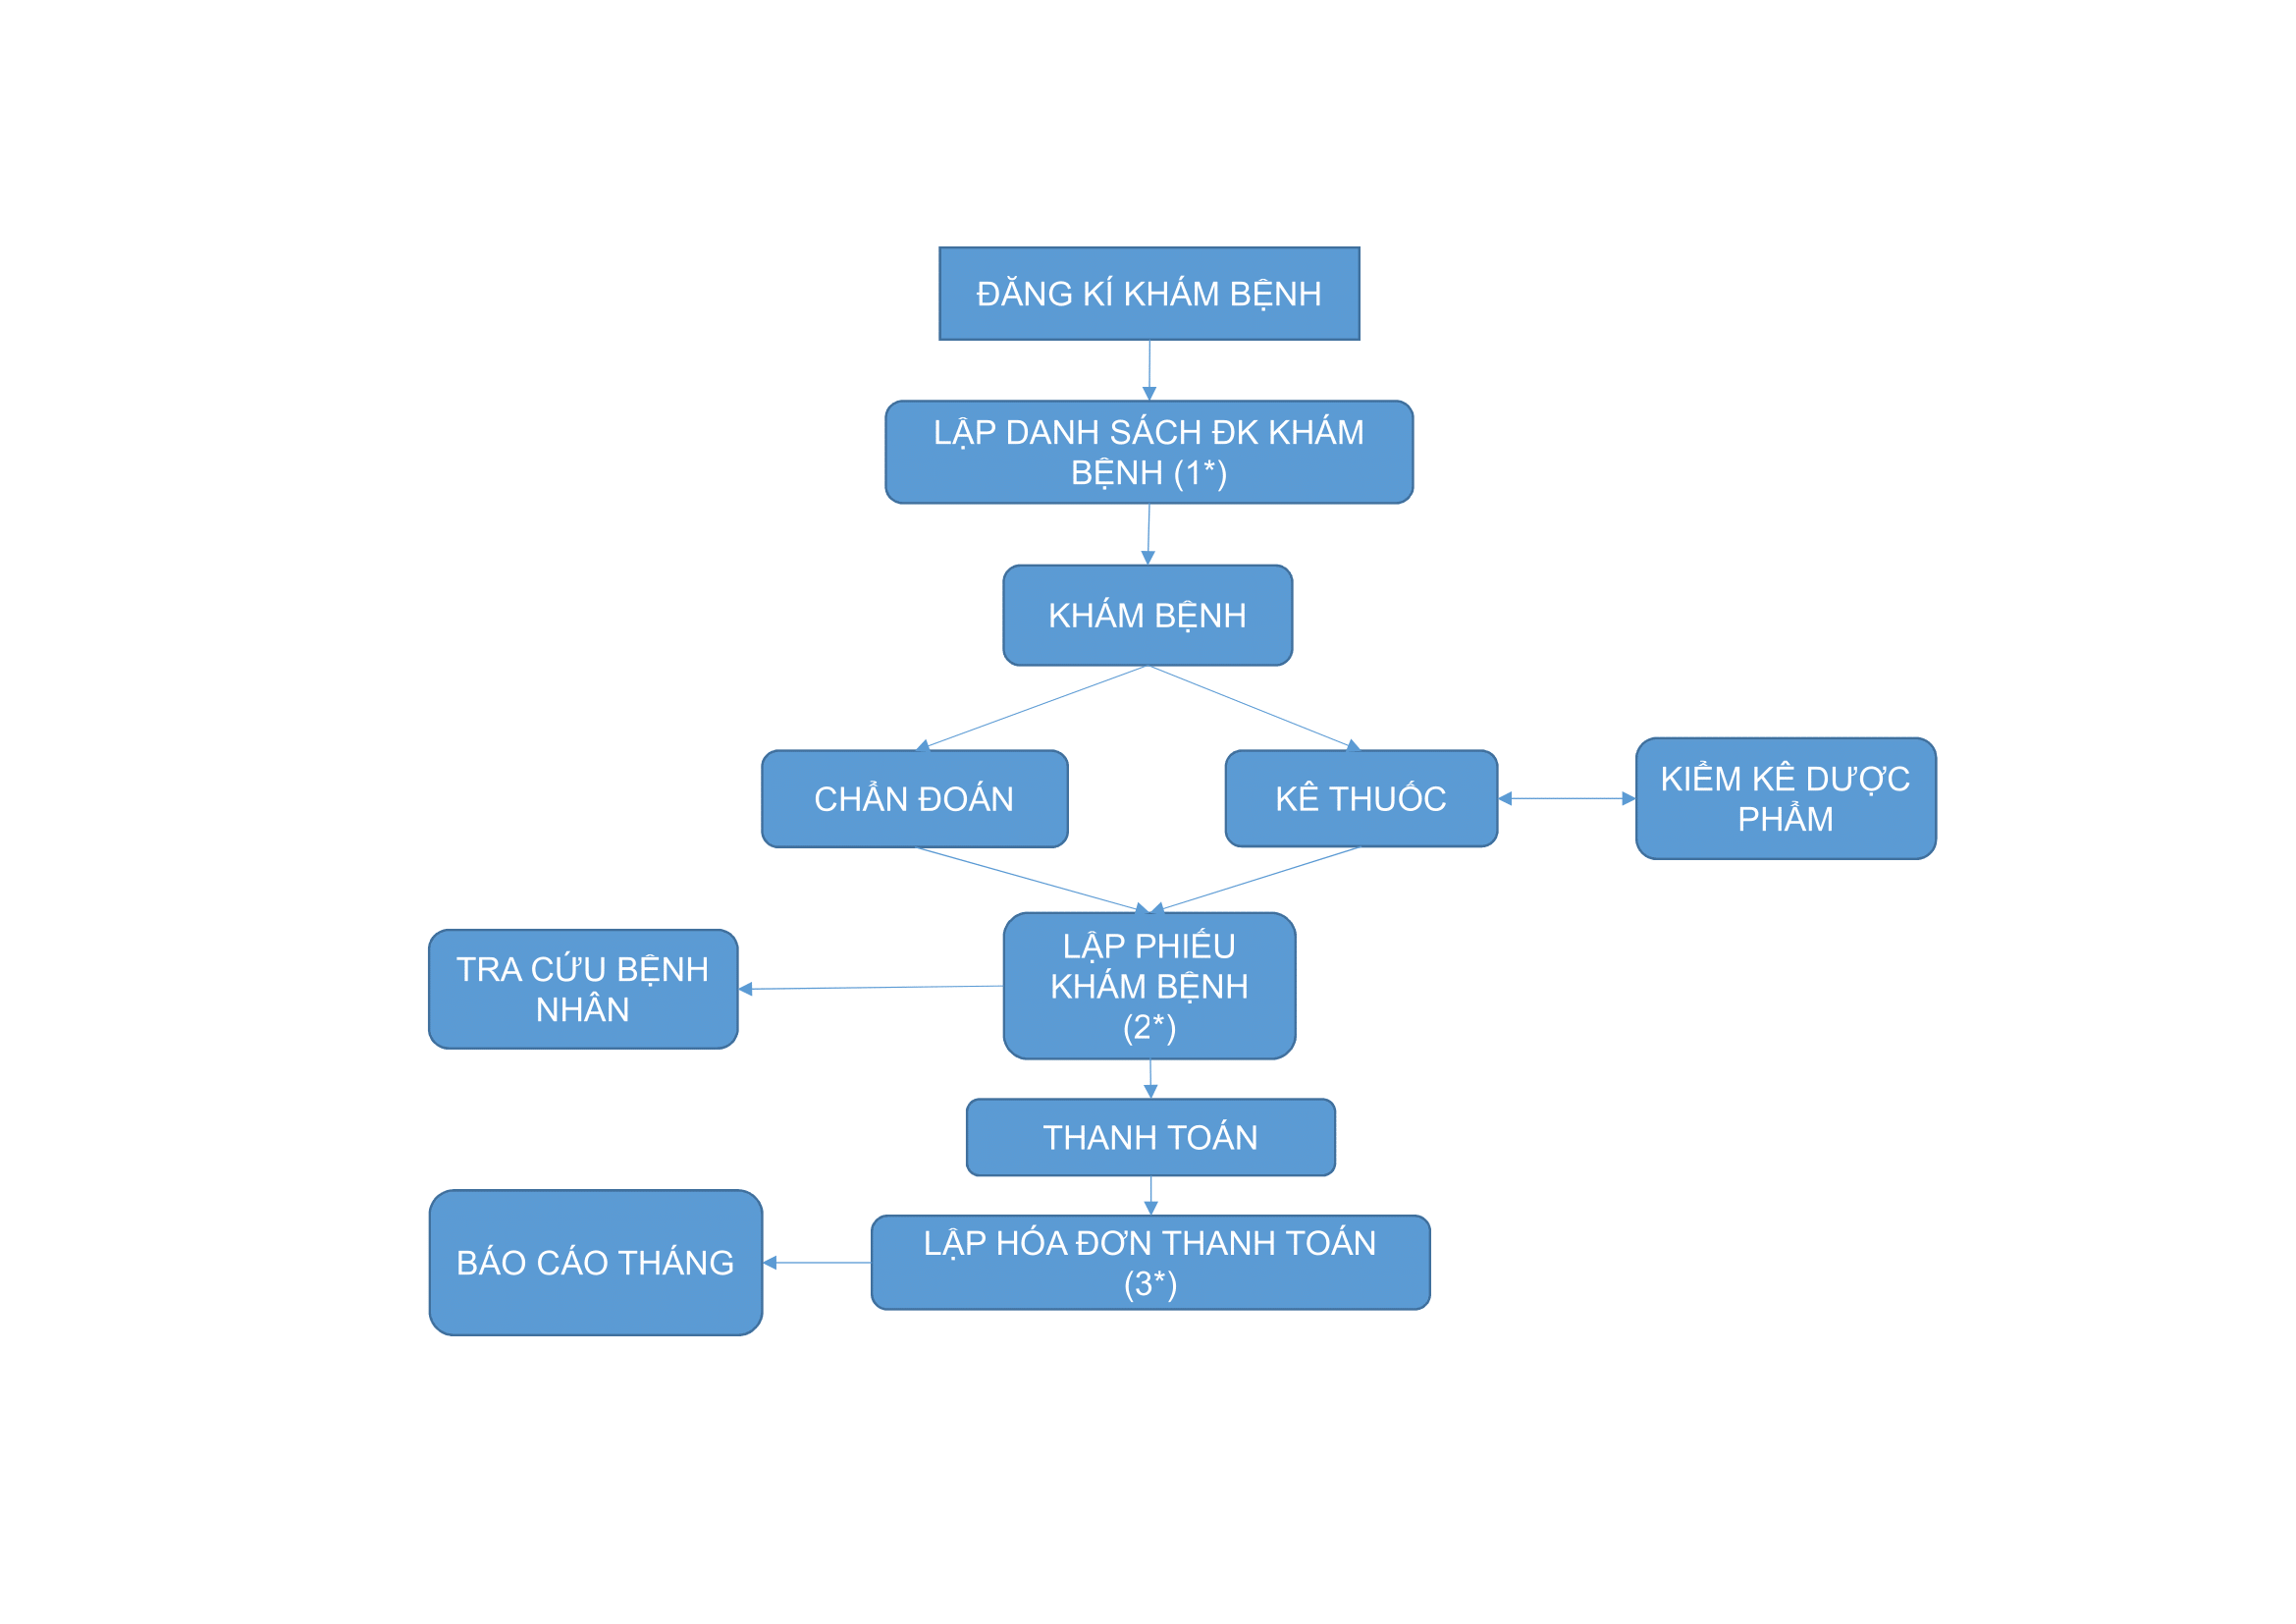 ĐĂNG KÍ KHÁM BỆNH
LẬP DANH SÁCH ĐK KHÁM
BỆNH (1*)
KHÁM BỆNH
CHẨN ĐOÁN
KÊ THUỐC
KIỂM KÊ DƯỢC
PHẨM
TRA CỨU BỆNH
NHÂN
LẬP PHIẾU
KHÁM BỆNH
(2*)
THANH TOÁN
BÁO CÁO THÁNG
LẬP HÓA ĐƠN THANH TOÁN
(3*)